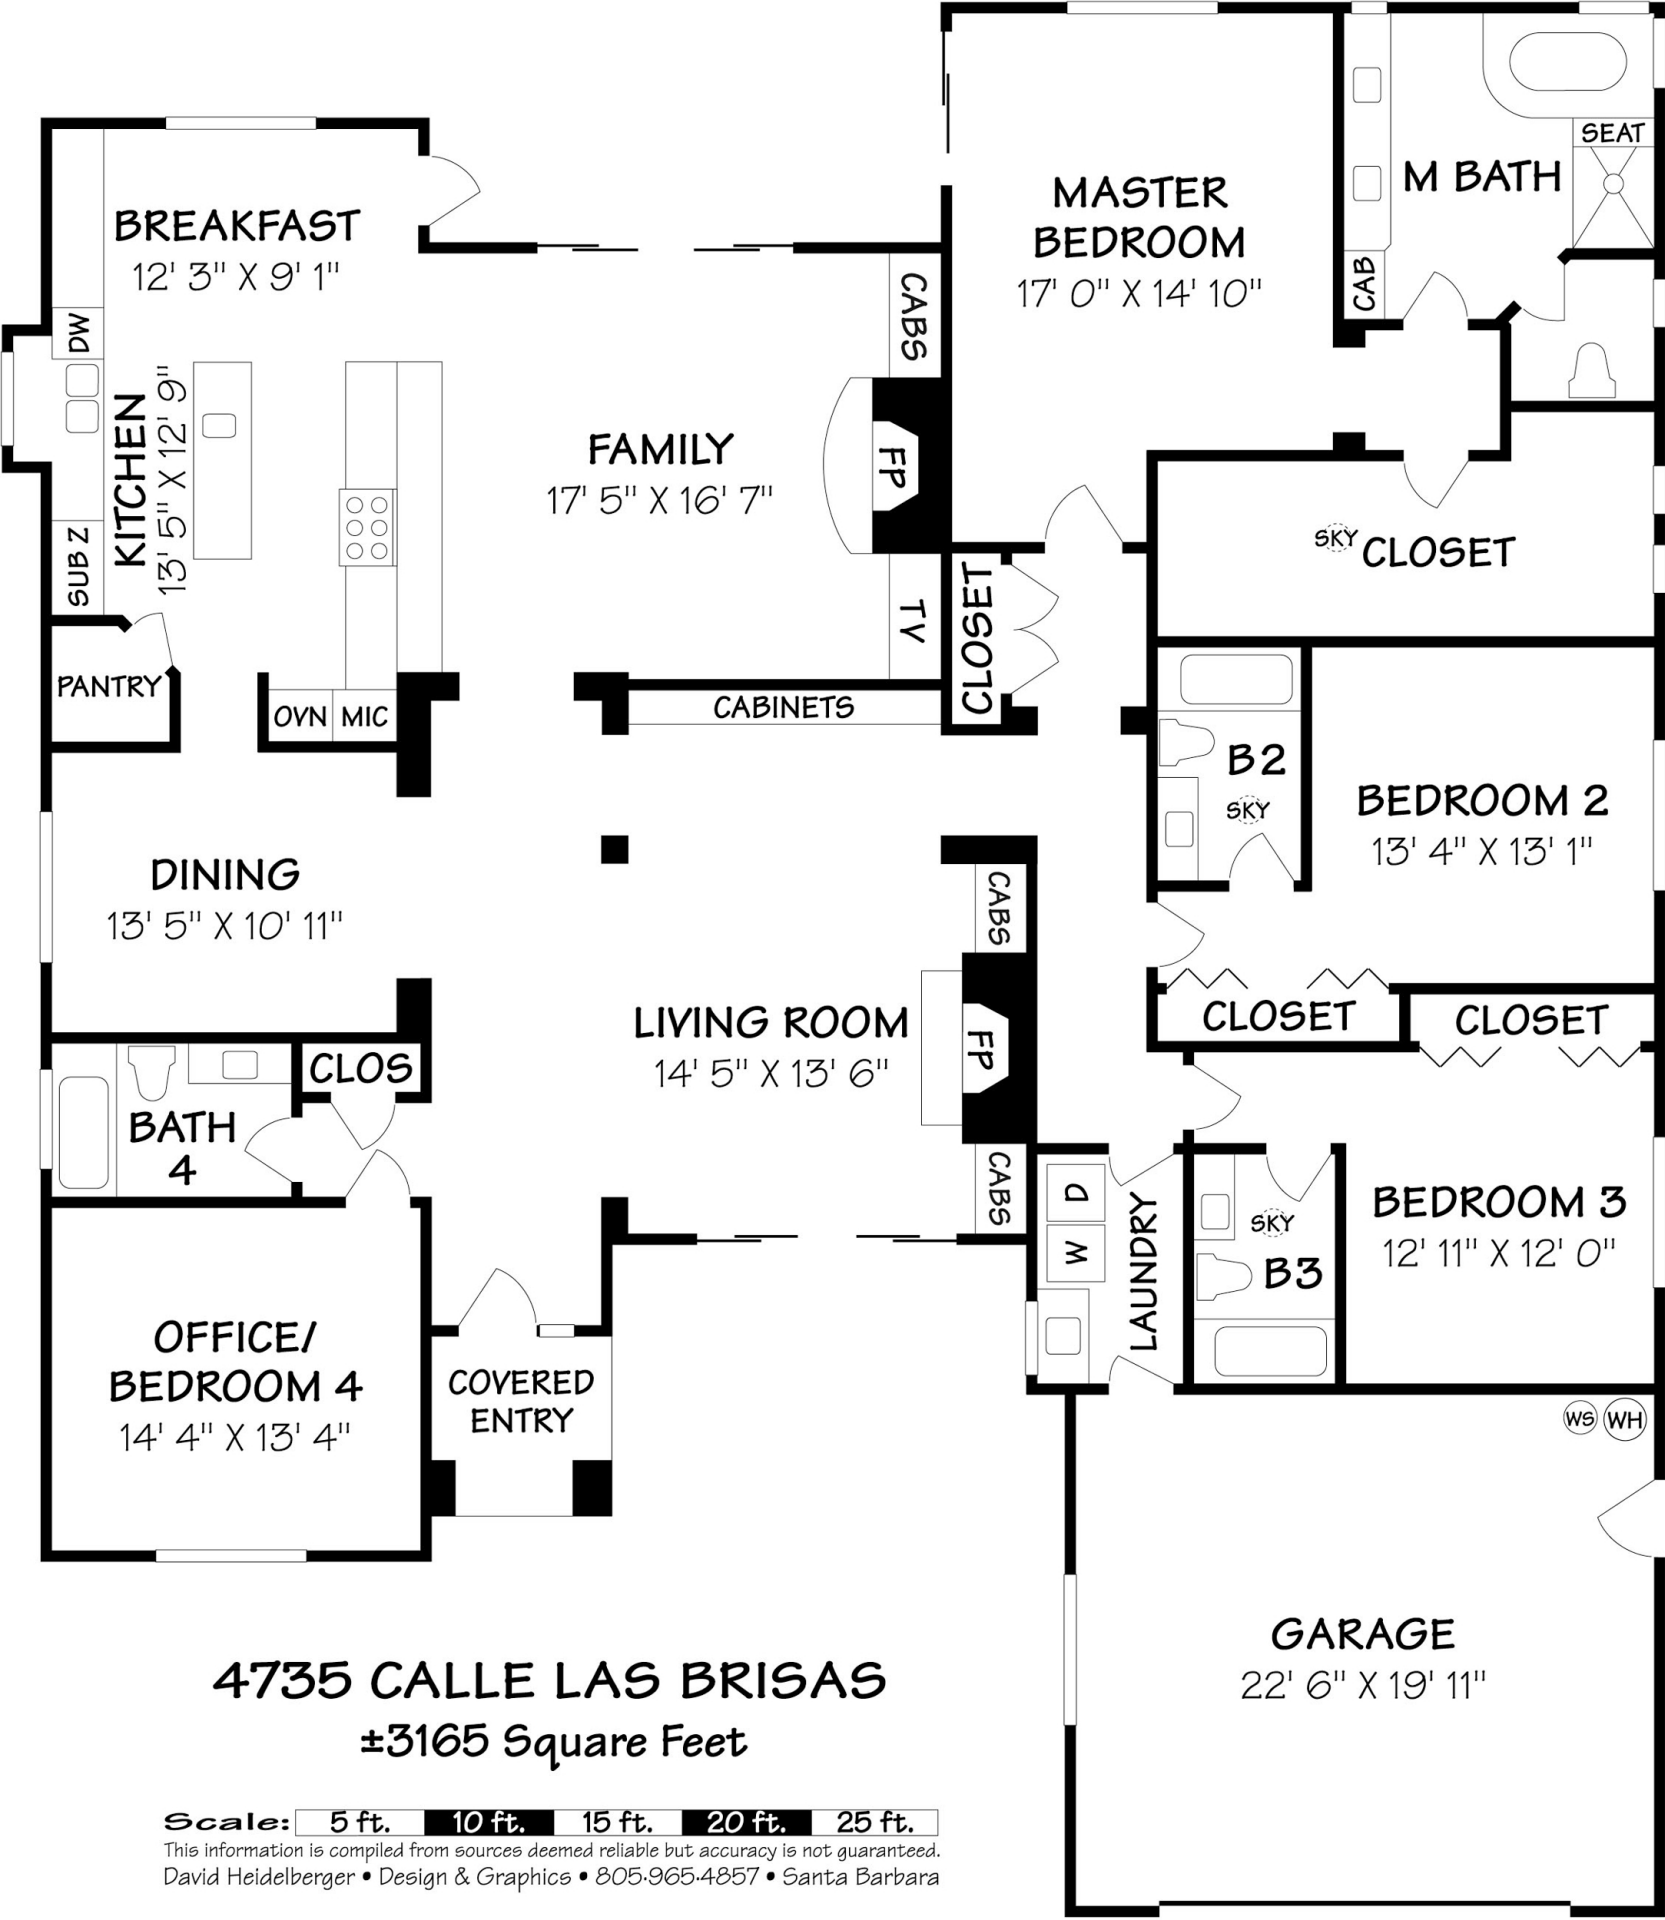 SEAT
M BATH
MASTER
BEDROOM
17' 0" X 14' 10"
CAB
BREAKFAST
12' 3" X 9' 1"
DW
KITCHEN
13' 5" X 12' 9"
SUB Z
CABS
FAMILY
17' 5" X 16' 7"
FP
TV
SKY
CLOSET
CLOSET
PANTRY
OVN
MIC
CABINETS
B2
SKY
BEDROOM 2
13' 4" X 13' 1"
DINING
13' 5" X 10' 11"
CABS
LIVING ROOM
14' 5" X 13' 6"
FP
CABS
CLOSET
CLOSET
CLOS
BATH
4
D
W
LAUNDRY
SKY
B3
BEDROOM 3
12' 11" X 12' 0"
OFFICE/
BEDROOM 4
14' 4" X 13' 4"
COVERED
ENTRY
WS
WH
GARAGE
22' 6" X 19' 11"
4735 CALLE LAS BRISAS
±3165 Square Feet
Scale: 5 ft. 10 ft. 15 ft. 20 ft. 25 ft.
This information is compiled from sources deemed reliable but accuracy is not guaranteed.
David Heidelberger • Design & Graphics • 805·965·4857 • Santa Barbara